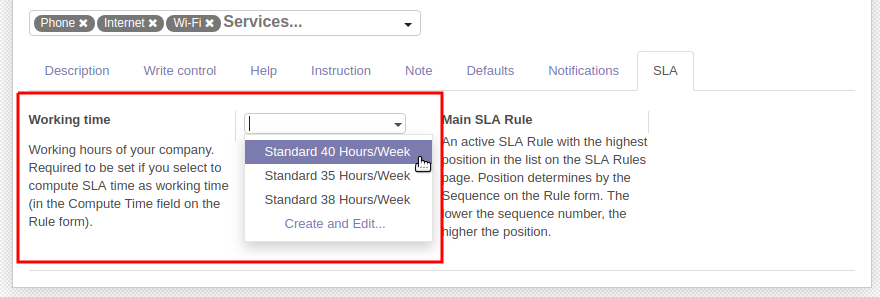 Phone ✖ Internet ✖ Wi-Fi ✖ Services...
Description Write control Help Instruction Note Defaults Notifications SLA
Working time
Working hours of your company.
Required to be set if you select to
compute SLA time as working time
(in the Compute Time field on the
Rule form).
Standard 40 Hours/Week
Standard 35 Hours/Week
Standard 38 Hours/Week
Create and Edit...
Main SLA Rule
An active SLA Rule with the highest
position in the list on the SLA Rules
page. Position determines by the
Sequence on the Rule form. The
lower the sequence number, the
higher the position.